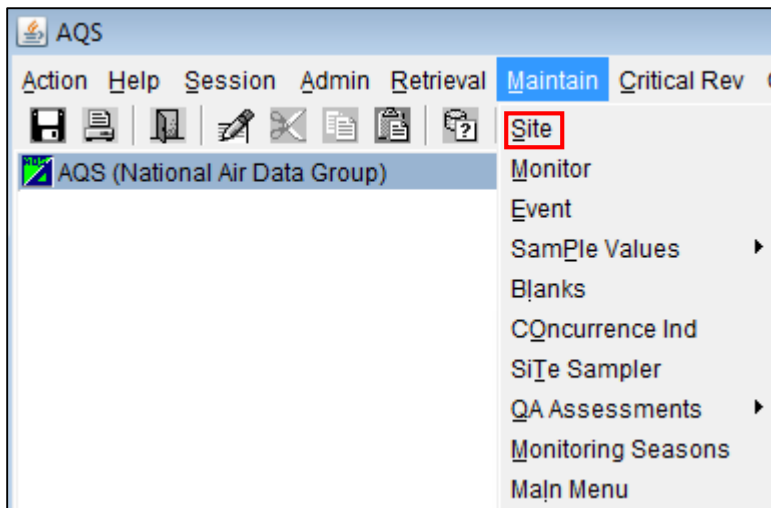 AQS
Action Help Session Admin Retrieval Maintain Critical Rev
Site
AQS (National Air Data Group)
Monitor
Event
SamPle Values
Blanks
COncurrence Ind
SiTe Sampler
QA Assessments
Monitoring Seasons
MaIn Menu